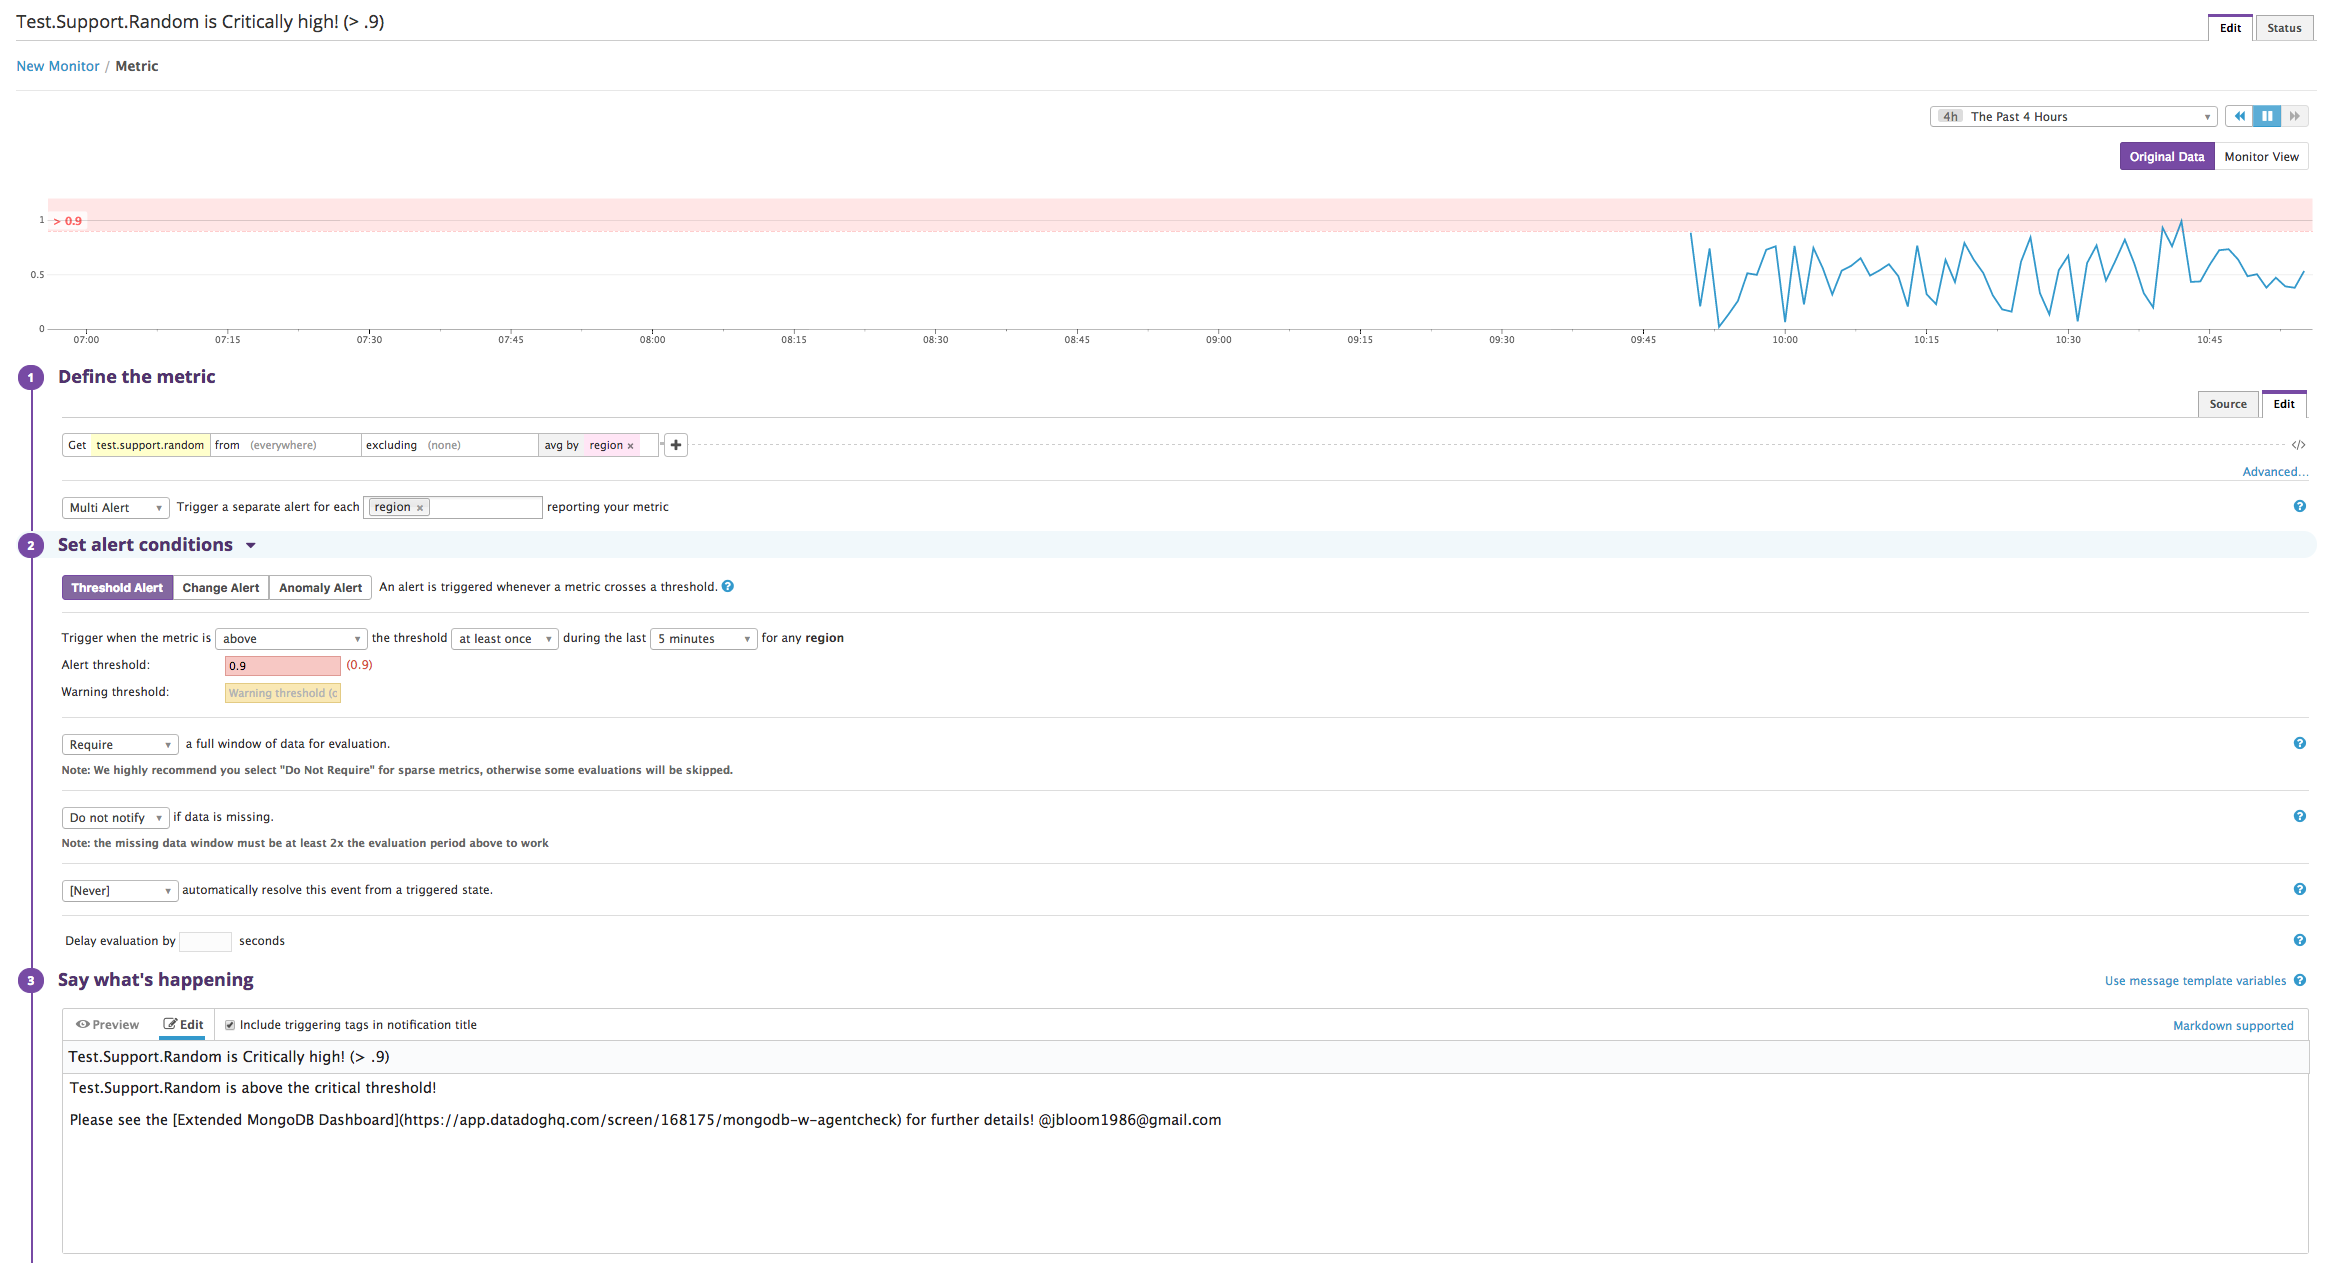 Test.Support.Random is Critically high! (> .9)
Edit Status
New Monitor / Metric
4h The Past 4 Hours
Original Data Monitor View
1 > 0.9
0.5
0
07:00 07:15 07:30 07:45 08:00 08:15 08:30 08:45 09:00 09:15 09:30 09:45 10:00 10:15 10:30 10:45
1 Define the metric
Source Edit
Get test.support.random from (everywhere) excluding (none) avg by region × + </>
Advanced...
Multi Alert Trigger a separate alert for each region × reporting your metric ?
2 Set alert conditions
Threshold Alert Change Alert Anomaly Alert An alert is triggered whenever a metric crosses a threshold. ?
Trigger when the metric is above the threshold at least once during the last 5 minutes for any region
Alert threshold: 0.9 (0.9)
Warning threshold: Warning threshold (o
Require a full window of data for evaluation. ?
Note: We highly recommend you select "Do Not Require" for sparse metrics, otherwise some evaluations will be skipped.
Do not notify if data is missing. ?
Note: the missing data window must be at least 2x the evaluation period above to work
[Never] automatically resolve this event from a triggered state. ?
Delay evaluation by seconds ?
3 Say what's happening Use message template variables ?
Preview Edit Include triggering tags in notification title Markdown supported
Test.Support.Random is Critically high! (> .9)
Test.Support.Random is above the critical threshold!
Please see the [Extended MongoDB Dashboard](https://app.datadoghq.com/screen/168175/mongodb-w-agentcheck) for further details! @jbloom1986@gmail.com